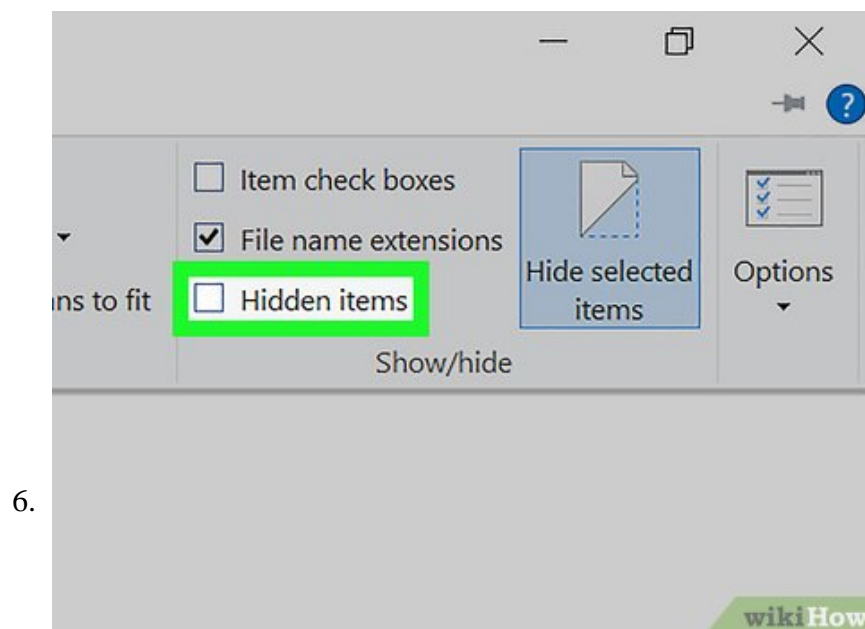 ?
Item check boxes
File name extensions
ns to fit
Hidden items
Hide selected
items
Options
Show/hide
6.
wikiHow